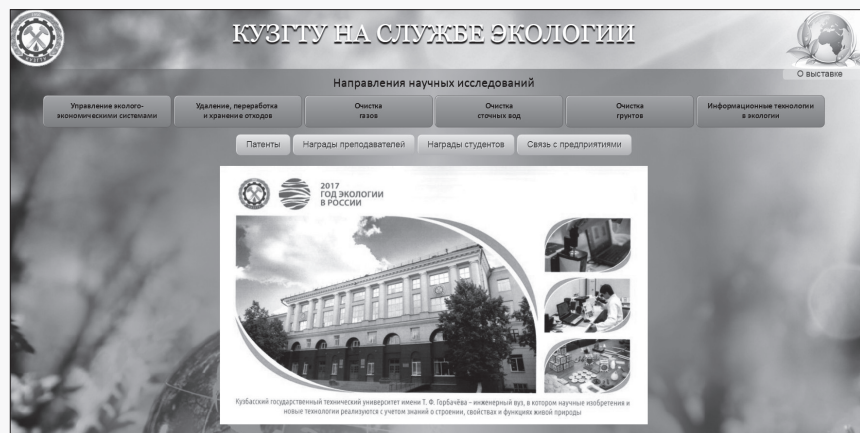 КУЗГТУ НА СЛУЖБЕ ЭКОЛОГИИ
О выставке
Направления научных исследований
Управление эколого-
экономическими системами
Удаление, переработка
и хранение отходов
Очистка
газов
Очистка
сточных вод
Очистка
грунтов
Информационные технологии
в экологии
Патенты
Награды преподавателей
Награды студентов
Связь с предприятиями
2017
ГОД ЭКОЛОГИИ
В РОССИИ
Кузбасский государственный технический университет имени Т. Ф. Горбачёва – инженерный вуз, в котором научные изобретения и
новые технологии реализуются с учетом знаний о строении, свойствах и функциях живой природы